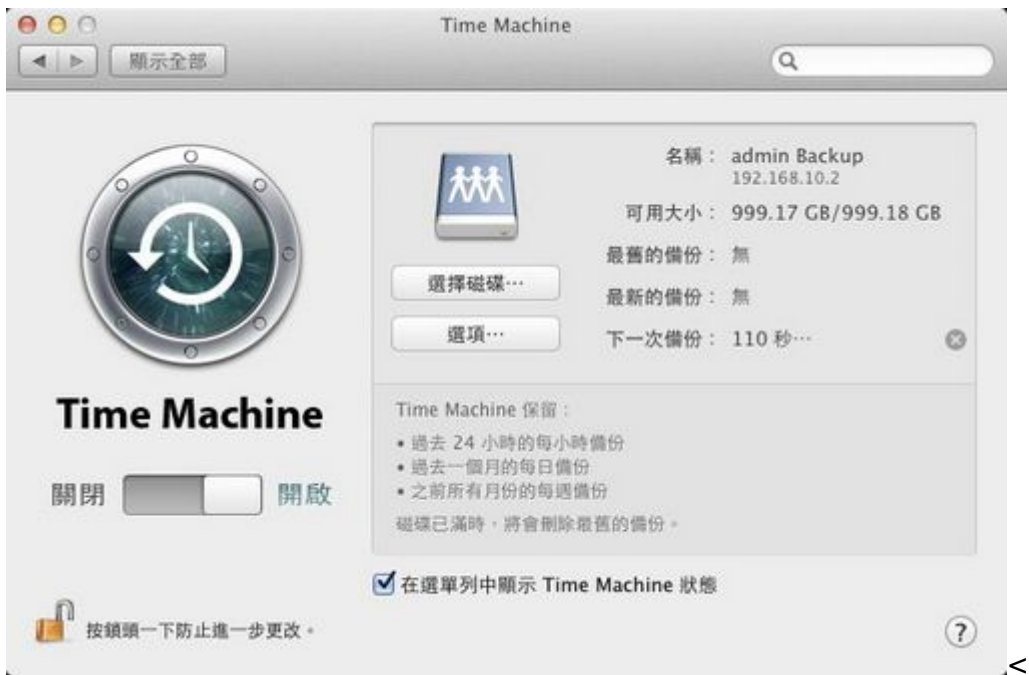 Time Machine
顯示全部
名稱： admin Backup
192.168.10.2
可用大小： 999.17 GB/999.18 GB
最舊的備份： 無
選擇磁碟…
最新的備份： 無
選項…
下一次備份： 110 秒…
Time Machine
Time Machine 保留：
• 過去 24 小時的每小時備份
• 過去一個月的每日備份
• 之前所有月份的每週備份
關閉 開啟
磁碟已滿時，將會刪除最舊的備份。
在選單列中顯示 Time Machine 狀態
按鎖頭一下防止進一步更改。
?
<